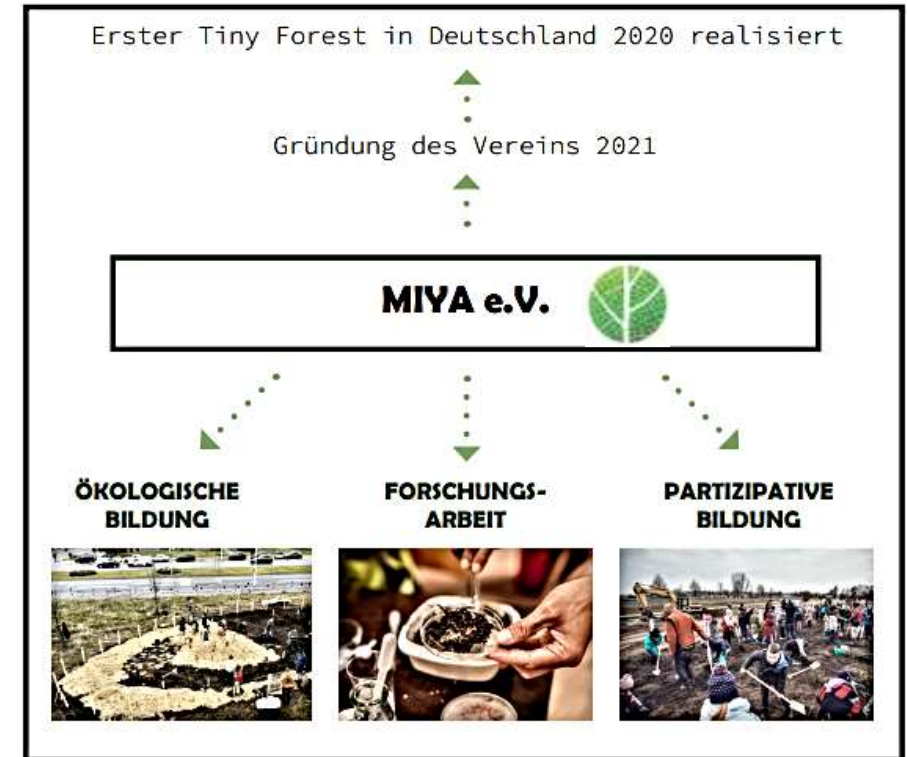 Erster Tiny Forest in Deutschland 2020 realisiert
Gründung des Vereins 2021
MIYA e.V.
ÖKOLOGISCHE
BILDUNG
FORSCHUNGS-
ARBEIT
PARTIZIPATIVE
BILDUNG